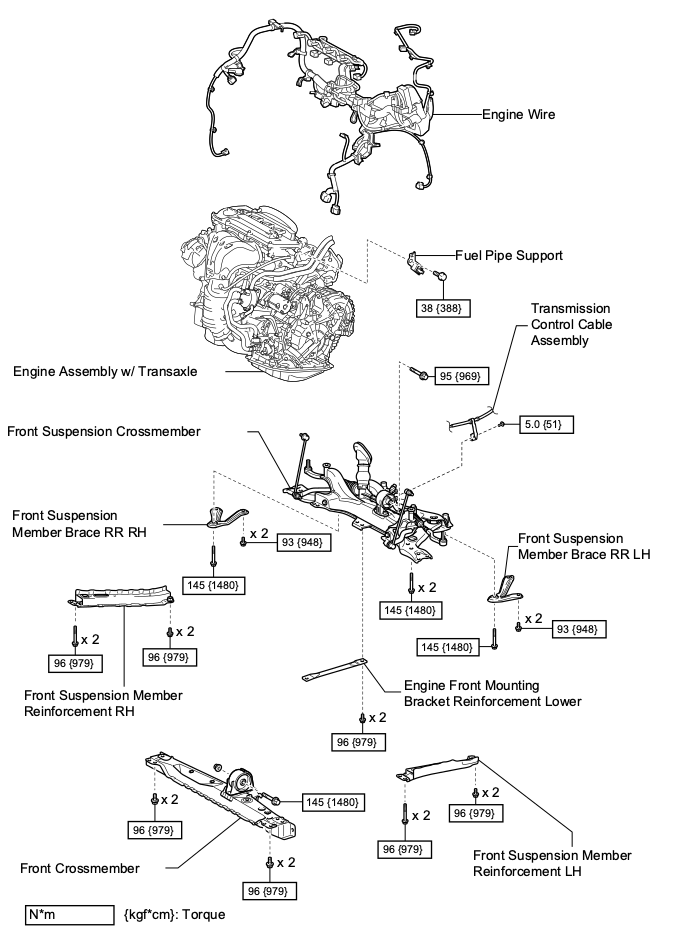 Engine Wire
Fuel Pipe Support
38 {388}
Transmission
Control Cable
Assembly
Engine Assembly w/ Transaxle
95 {969}
5.0 {51}
Front Suspension Crossmember
Front Suspension
Member Brace RR RH
x 2
93 {948}
145 {1480}
Front Suspension
Member Brace RR LH
x 2
145 {1480}
x 2
93 {948}
145 {1480}
x 2
96 {979}
x 2
96 {979}
Front Suspension Member
Reinforcement RH
Engine Front Mounting
Bracket Reinforcement Lower
x 2
96 {979}
145 {1480}
x 2
96 {979}
x 2
96 {979}
x 2
96 {979}
Front Suspension Member
Reinforcement LH
Front Crossmember
x 2
96 {979}
N*m {kgf*cm}: Torque